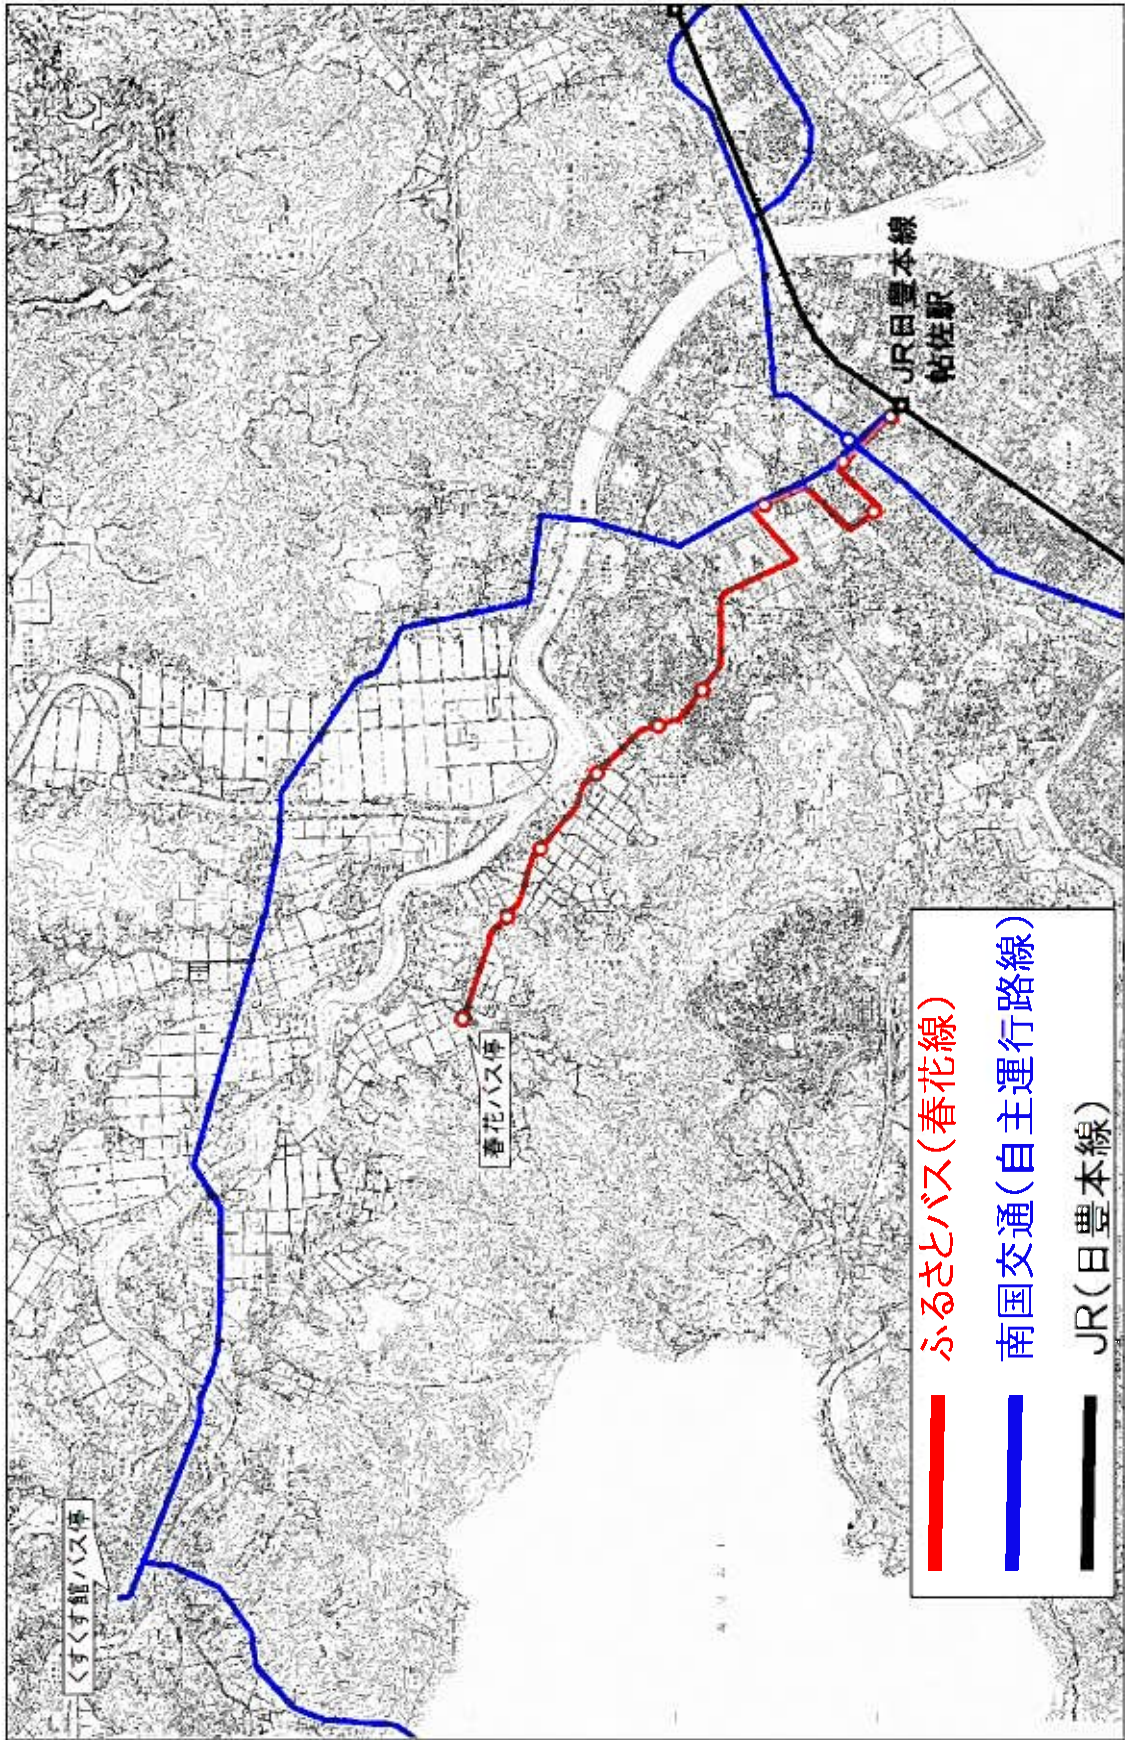 くすくす館バス停
春花バス停
JR日豊本線
帖佐駅
ふるさとバス(春花線)
南国交通(自主運行路線)
JR(日豊本線)